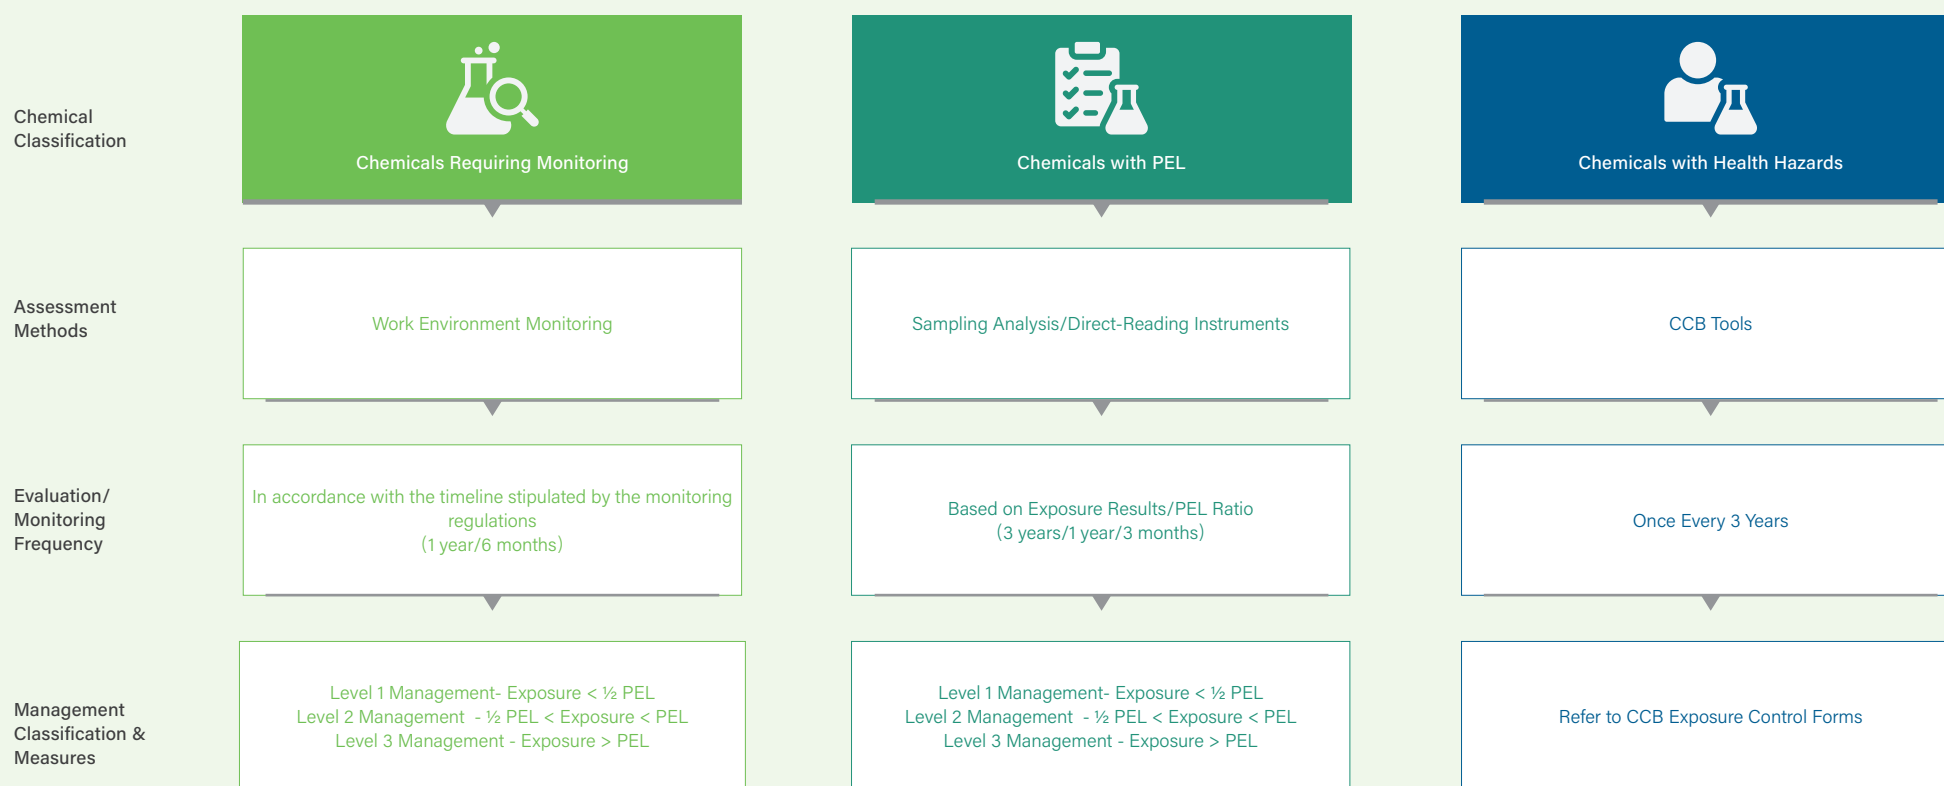 Chemical
Classification
Chemicals Requiring Monitoring
Chemicals with PEL
Chemicals with Health Hazards
Assessment
Methods
Work Environment Monitoring
Sampling Analysis/Direct-Reading Instruments
CCB Tools
Evaluation/
Monitoring
Frequency
In accordance with the timeline stipulated by the monitoring
regulations
(1 year/6 months)
Based on Exposure Results/PEL Ratio
(3 years/1 year/3 months)
Once Every 3 Years
Management
Classification &
Measures
Level 1 Management- Exposure < ½ PEL
Level 2 Management  - ½ PEL < Exposure < PEL
Level 3 Management - Exposure > PEL
Level 1 Management- Exposure < ½ PEL
Level 2 Management  - ½ PEL < Exposure < PEL
Level 3 Management - Exposure > PEL
Refer to CCB Exposure Control Forms